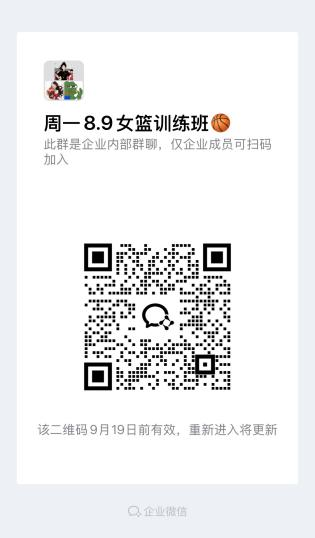 周一8.9女篮训练班🏀
此群是企业内部群聊，仅企业成员可扫码
加入
该二维码9月19日前有效，重新进入将更新
企业微信